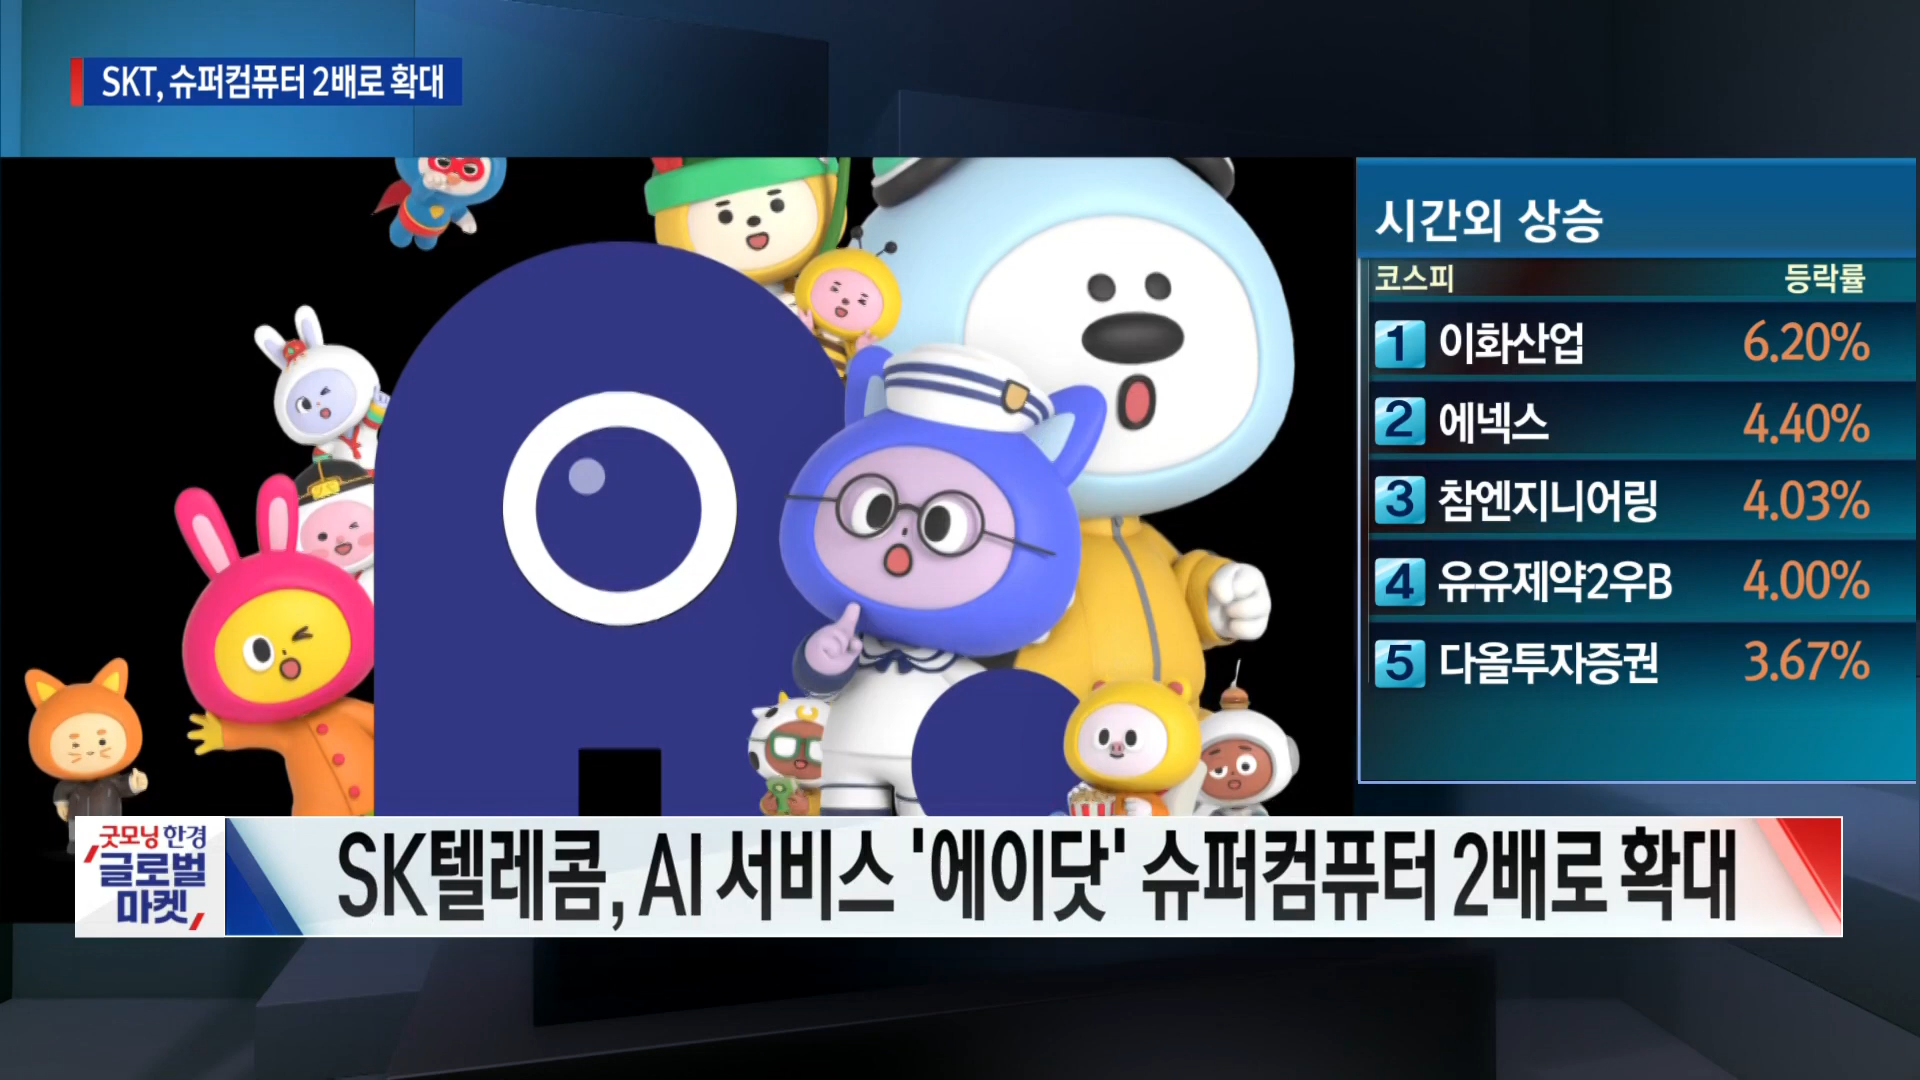 SKT, 슈퍼컴퓨터 2배로 확대
시간외 상승
코스피 등락률
1 이화산업 6.20%
2 에넥스 4.40%
3 참엔지니어링 4.03%
4 유유제약2우B 4.00%
5 다올투자증권 3.67%
굿모닝 한경
글로벌
마켓
SK텔레콤, AI 서비스 '에이닷' 슈퍼컴퓨터 2배로 확대